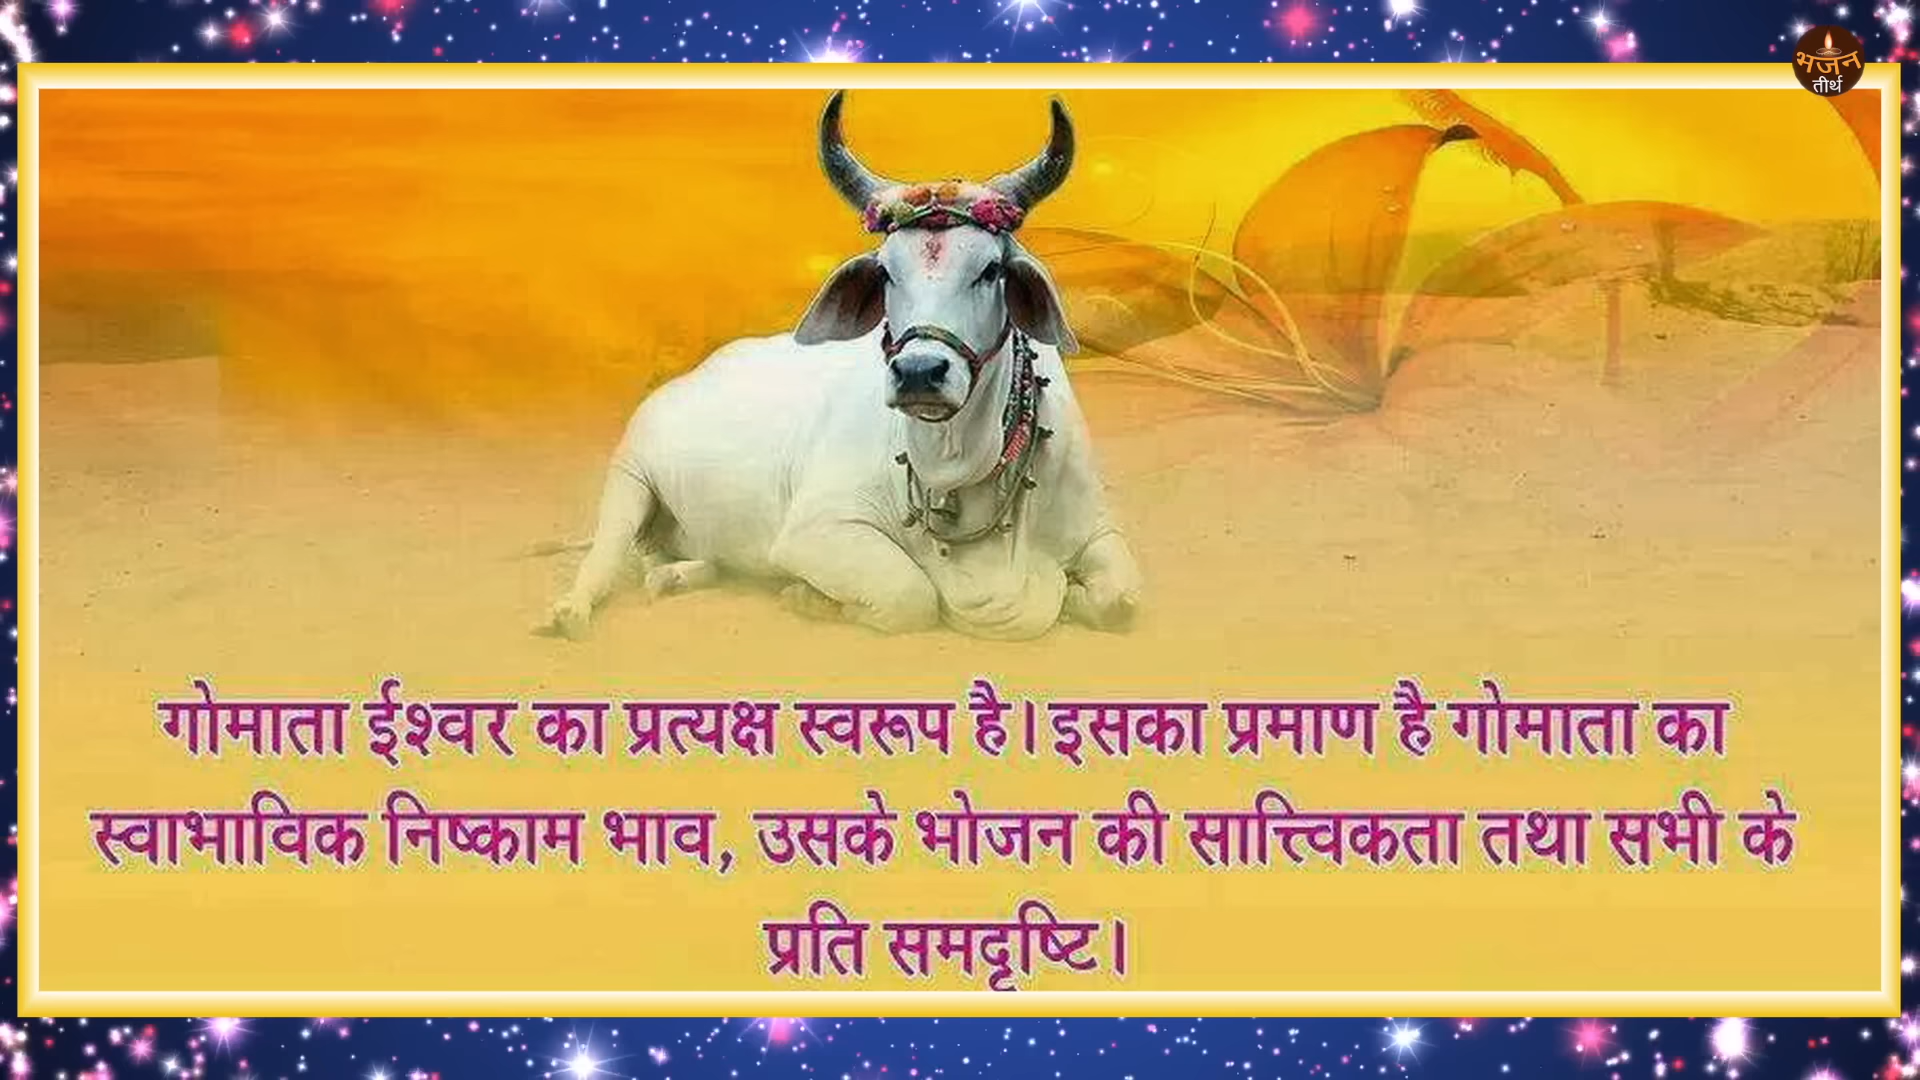 भजन
तीर्थ
गोमाता ईश्वर का प्रत्यक्ष स्वरूप है।इसका प्रमाण है गोमाता का
स्वाभाविक निष्काम भाव, उसके भोजन की सात्त्विकता तथा सभी के
प्रति समदृष्टि।